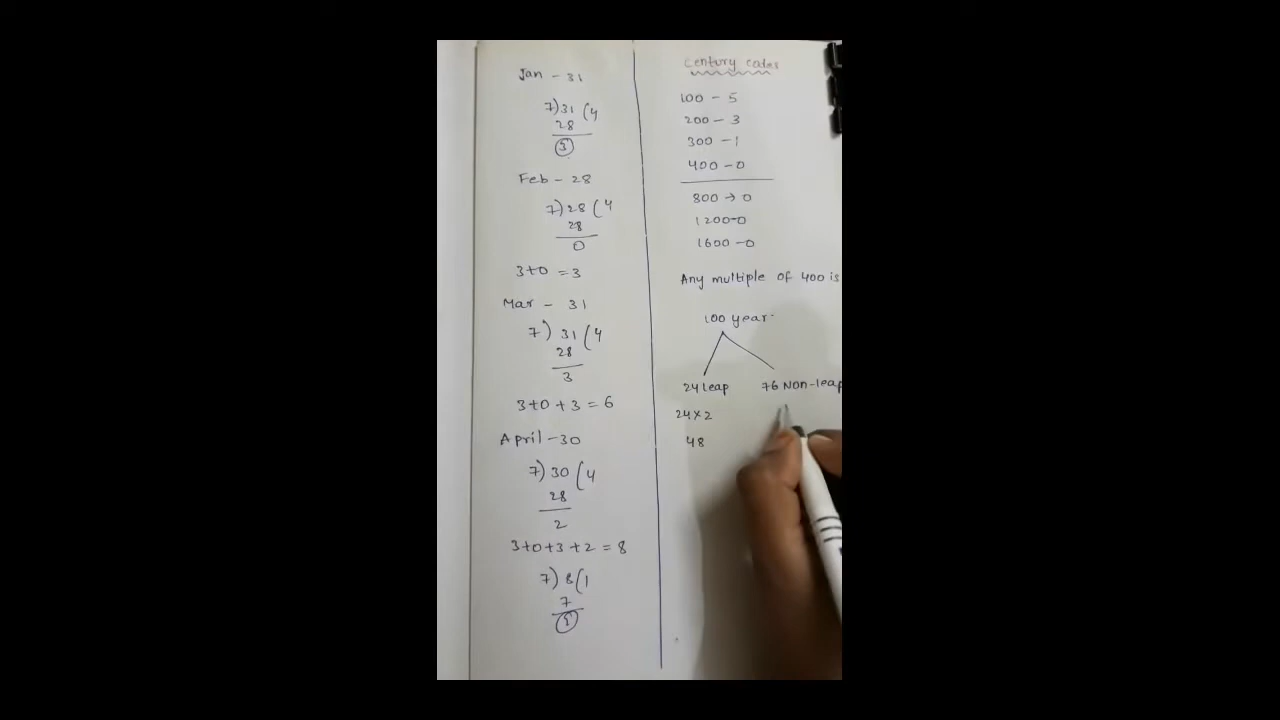 Jan - 31
7) 31 ( 4
28
3
Feb - 28
7) 28 ( 4
28
0
3+0 = 3
Mar - 31
7) 31 ( 4
28
3
3+0+3 = 6
April - 30
7) 30 ( 4
28
2
3+0+3+2 = 8
7) 8 ( 1
7
1
Century codes
100 - 5
200 - 3
300 - 1
400 - 0
800 → 0
1200-0
1600 - 0
Any multiple of 400 is
100 year
24 leap 76 Non-leap
24 x 2
48